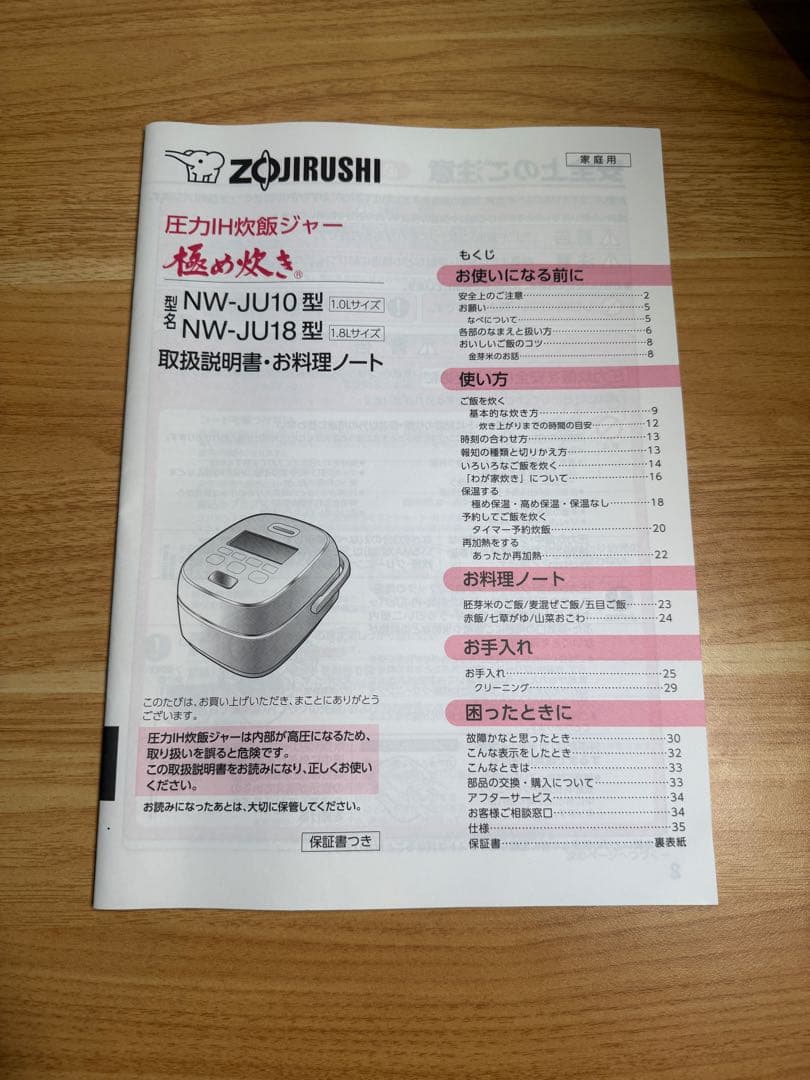 ZOJIRUSHI
家庭用
圧力IH炊飯ジャー
極め炊き®
型名 NW-JU10型 1.0Lサイズ
NW-JU18型 1.8Lサイズ
取扱説明書・お料理ノート
このたびは、お買い上げいただき、まことにありがとう
ございます。
圧力IH炊飯ジャーは内部が高圧になるため、
取り扱いを誤ると危険です。
この取扱説明書をお読みになり、正しくお使い
ください。
お読みになったあとは、大切に保管してください。
保証書つき
もくじ
お使いになる前に
安全上のご注意……2
お願い……5
なべについて……5
各部のなまえと扱い方……6
おいしいご飯のコツ……8
金芽米のお話……8
使い方
ご飯を炊く
基本的な炊き方……9
炊き上がりまでの時間の目安……12
時刻の合わせ方……13
報知の種類と切りかえ方……13
いろいろなご飯を炊く……14
「わが家炊き」について……16
保温する
極め保温・高め保温・保温なし……18
予約してご飯を炊く
タイマー予約炊飯……20
再加熱をする
あったか再加熱……22
お料理ノート
胚芽米のご飯/麦混ぜご飯/五目ご飯……23
赤飯/七草がゆ/山菜おこわ……24
お手入れ
お手入れ……25
クリーニング……29
困ったときに
故障かなと思ったとき……30
こんな表示をしたとき……32
こんなときは……33
部品の交換・購入について……33
アフターサービス……34
お客様ご相談窓口……34
仕様……35
保証書……裏表紙